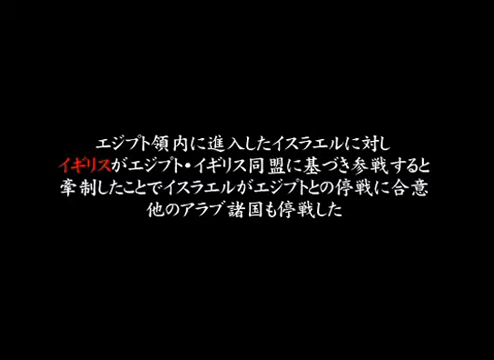 エジプト領内に進入したイスラエルに対し
イギリスがエジプト・イギリス同盟に基づき参戦すると
牽制したことでイスラエルがエジプトとの停戦に合意
他のアラブ諸国も停戦した